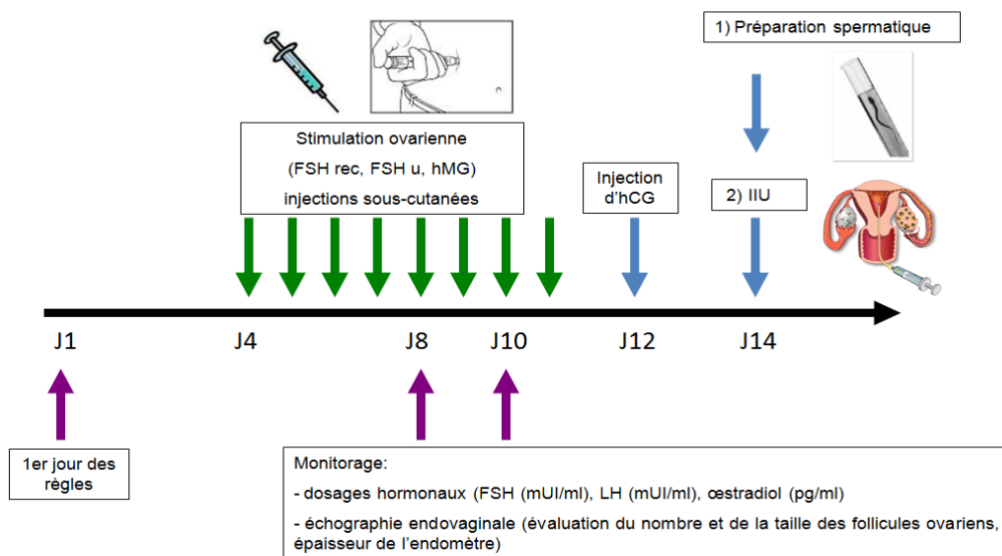 1) Préparation spermatique
Stimulation ovarienne
(FSH rec, FSH u, hMG)
injections sous-cutanées
Injection
d'hCG
2) IIU
J1
J4
J8
J10
J12
J14
1er jour des
règles
Monitorage:
- dosages hormonaux (FSH (mUI/ml), LH (mUI/ml), œstradiol (pg/ml)
- échographie endovaginale (évaluation du nombre et de la taille des follicules ovariens,
épaisseur de l'endomètre)